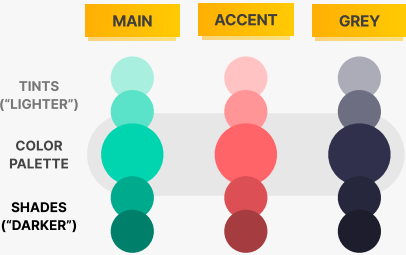 MAIN
ACCENT
GREY
TINTS
(“LIGHTER”)
COLOR
PALETTE
SHADES
(“DARKER”)